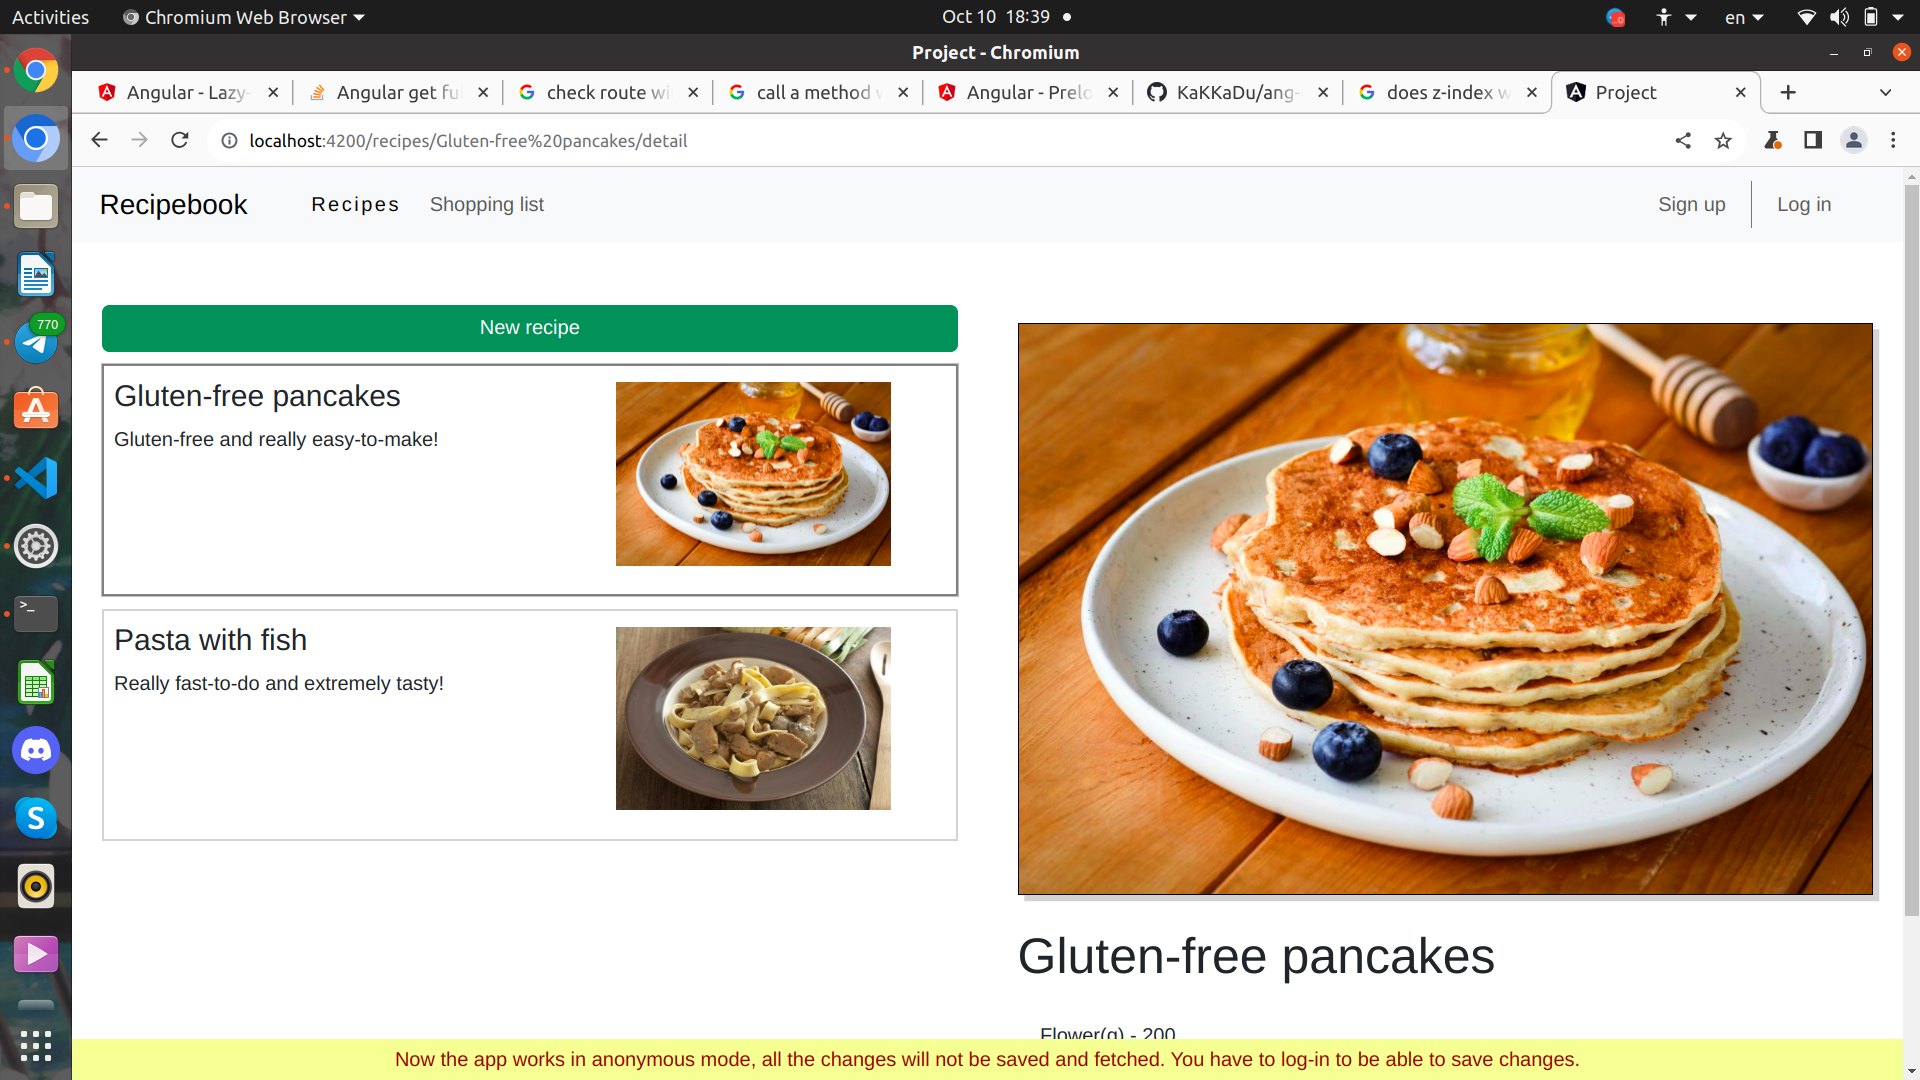 Activities
Chromium Web Browser
Oct 10 18:39
en
Project - Chromium
Angular - Lazy-
Angular get fu
check route wi
call a method
Angular - Prelo
KaKKaDu/ang-
does z-index w
Project
localhost:4200/recipes/Gluten-free%20pancakes/detail
Recipebook
Recipes
Shopping list
Sign up
Log in
770
New recipe
Gluten-free pancakes
Gluten-free and really easy-to-make!
Pasta with fish
Really fast-to-do and extremely tasty!
Gluten-free pancakes
Flower(g) - 200
Now the app works in anonymous mode, all the changes will not be saved and fetched. You have to log-in to be able to save changes.